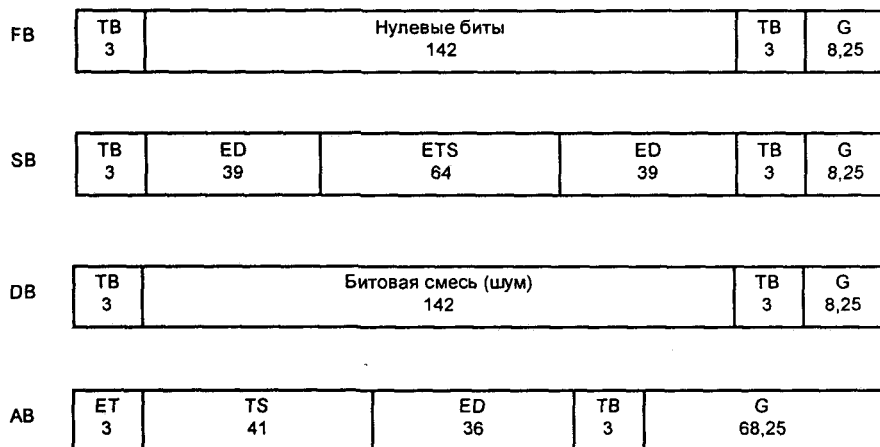 FB
TB Нулевые биты TB G
3 142 3 8,25
SB
TB ED ETS ED TB G
3 39 64 39 3 8,25
DB
TB Битовая смесь (шум) TB G
3 142 3 8,25
AB
ET TS ED TB G
3 41 36 3 68,25